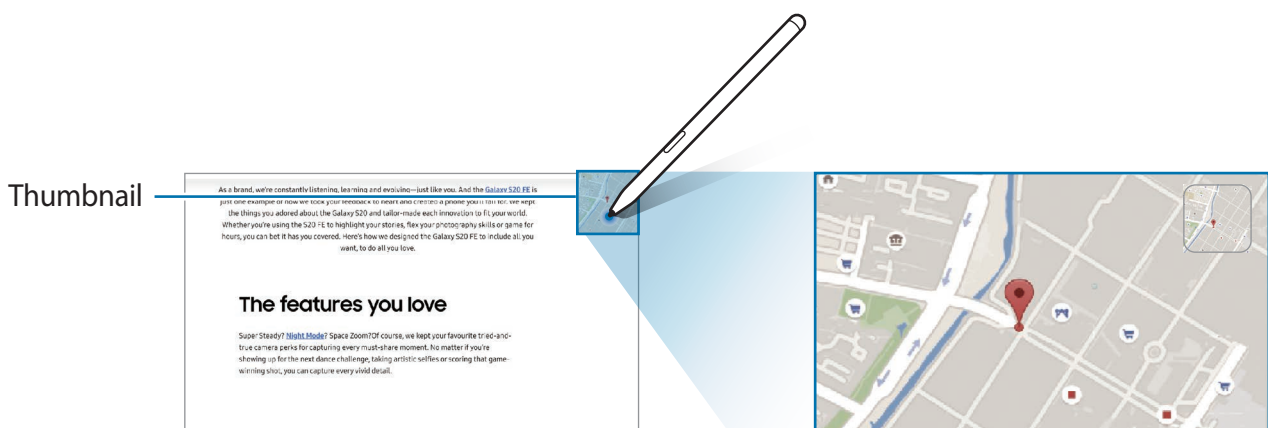 Thumbnail
As a brand, we're constantly listening, learning and evolving—just like you. And the Galaxy S20 FE is
just one example of how we took your feedback to heart and created a phone you'll fall for. We kept
the things you adored about the Galaxy S20 and tailor-made each innovation to fit your world.
Whether you're using the S20 FE to highlight your stories, flex your photography skills or game for
hours, you can bet it has you covered. Here's how we designed the Galaxy S20 FE to include all you
want, to do all you love.
The features you love
Super Steady? Night Mode? Space Zoom?Of course, we kept your favourite tried-and-
true camera perks for capturing every must-share moment. No matter if you're
showing up for the next dance challenge, taking artistic selfies or scoring that game-
winning shot, you can capture every vivid detail.